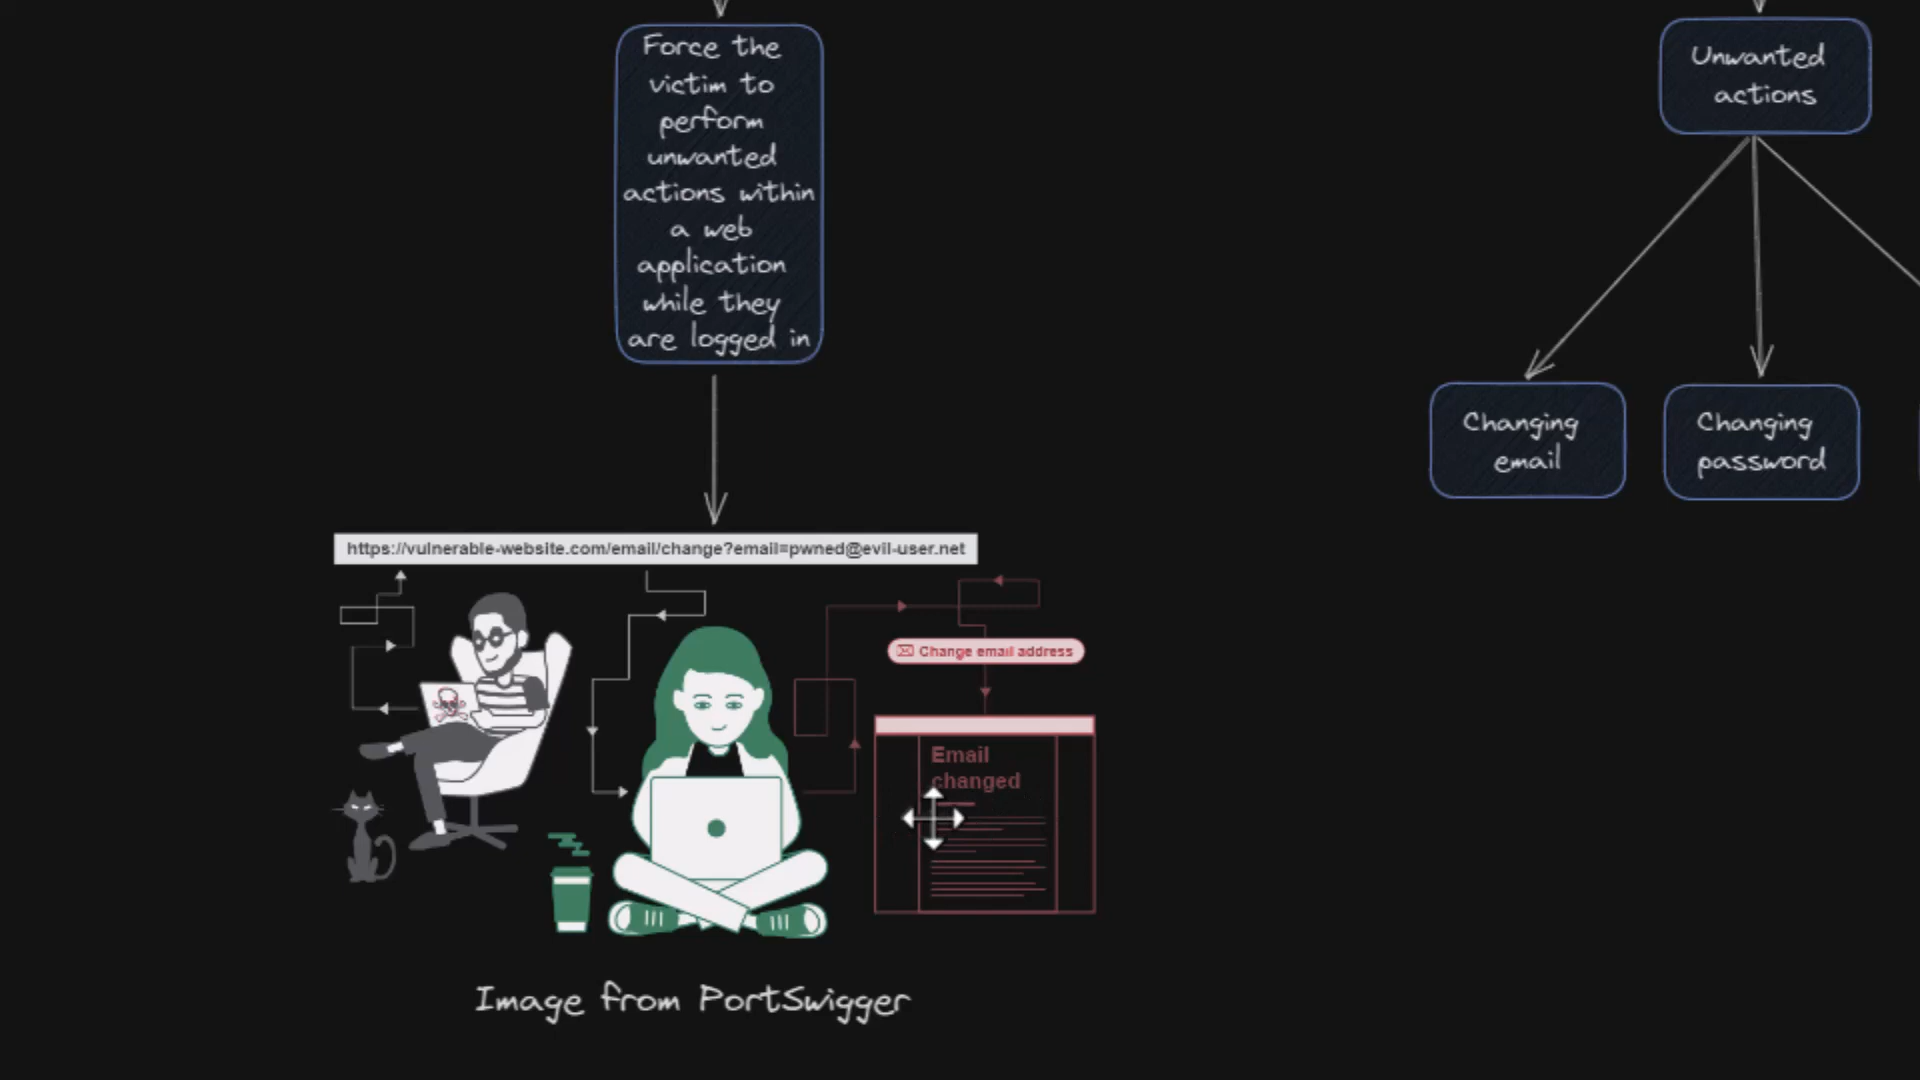 Force the
victim to
perform
unwanted
actions within
a web
application
while they
are logged in
Unwanted
actions
Changing
email
Changing
password
https://vulnerable-website.com/email/change?email=pwned@evil-user.net
Change email address
Email
changed
Image from PortSwigger